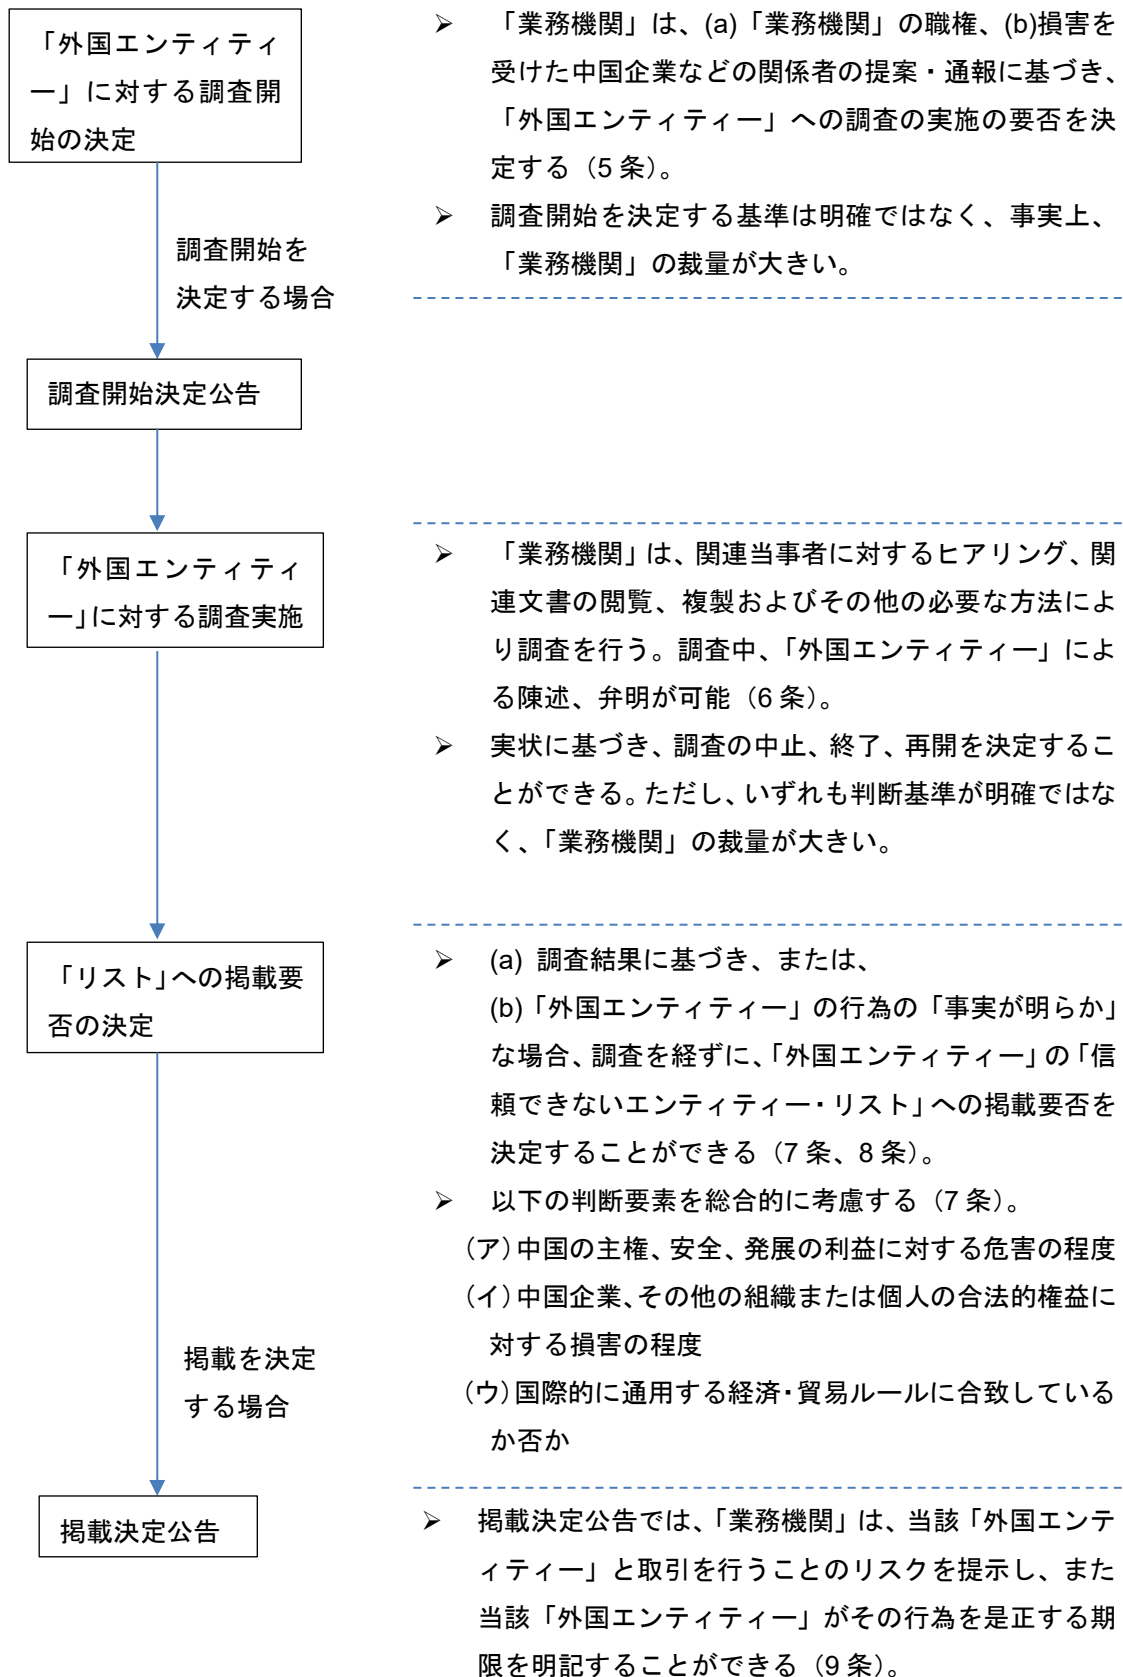 「外国エンティティ
ー」に対する調査開
始の決定
➢ 「業務機関」は、(a)「業務機関」の職権、(b)損害を
受けた中国企業などの関係者の提案・通報に基づき、
「外国エンティティー」への調査の実施の要否を決
定する（5 条）。
➢ 調査開始を決定する基準は明確ではなく、事実上、
「業務機関」の裁量が大きい。
調査開始を
決定する場合
調査開始決定公告
「外国エンティティ
ー」に対する調査実施
➢ 「業務機関」は、関連当事者に対するヒアリング、関
連文書の閲覧、複製およびその他の必要な方法によ
り調査を行う。調査中、「外国エンティティー」によ
る陳述、弁明が可能（6 条）。
➢ 実状に基づき、調査の中止、終了、再開を決定するこ
とができる。ただし、いずれも判断基準が明確ではな
く、「業務機関」の裁量が大きい。
「リスト」への掲載要
否の決定
➢ (a) 調査結果に基づき、または、
(b)「外国エンティティー」の行為の「事実が明らか」
な場合、調査を経ずに、「外国エンティティー」の「信
頼できないエンティティー・リスト」への掲載要否を
決定することができる（7 条、8 条）。
➢ 以下の判断要素を総合的に考慮する（7 条）。
（ア）中国の主権、安全、発展の利益に対する危害の程度
（イ）中国企業、その他の組織または個人の合法的権益に
対する損害の程度
（ウ）国際的に通用する経済・貿易ルールに合致している
か否か
掲載を決定
する場合
掲載決定公告
➢ 掲載決定公告では、「業務機関」は、当該「外国エンテ
ィティー」と取引を行うことのリスクを提示し、また
当該「外国エンティティー」がその行為を是正する期
限を明記することができる（9 条）。